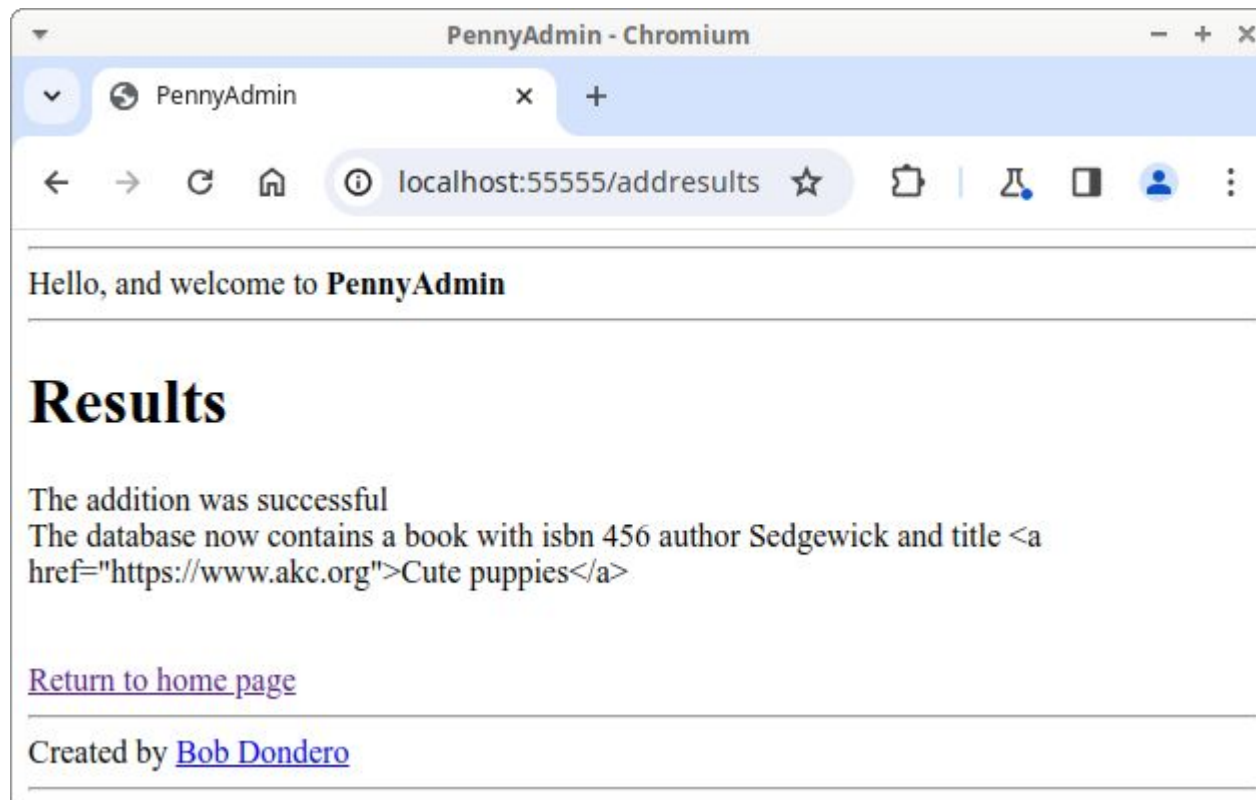 PennyAdmin - Chromium
PennyAdmin
localhost:55555/addresults
Hello, and welcome to PennyAdmin
Results
The addition was successful
The database now contains a book with isbn 456 author Sedgewick and title <a
href="https://www.akc.org">Cute puppies</a>
Return to home page
Created by Bob Dondero